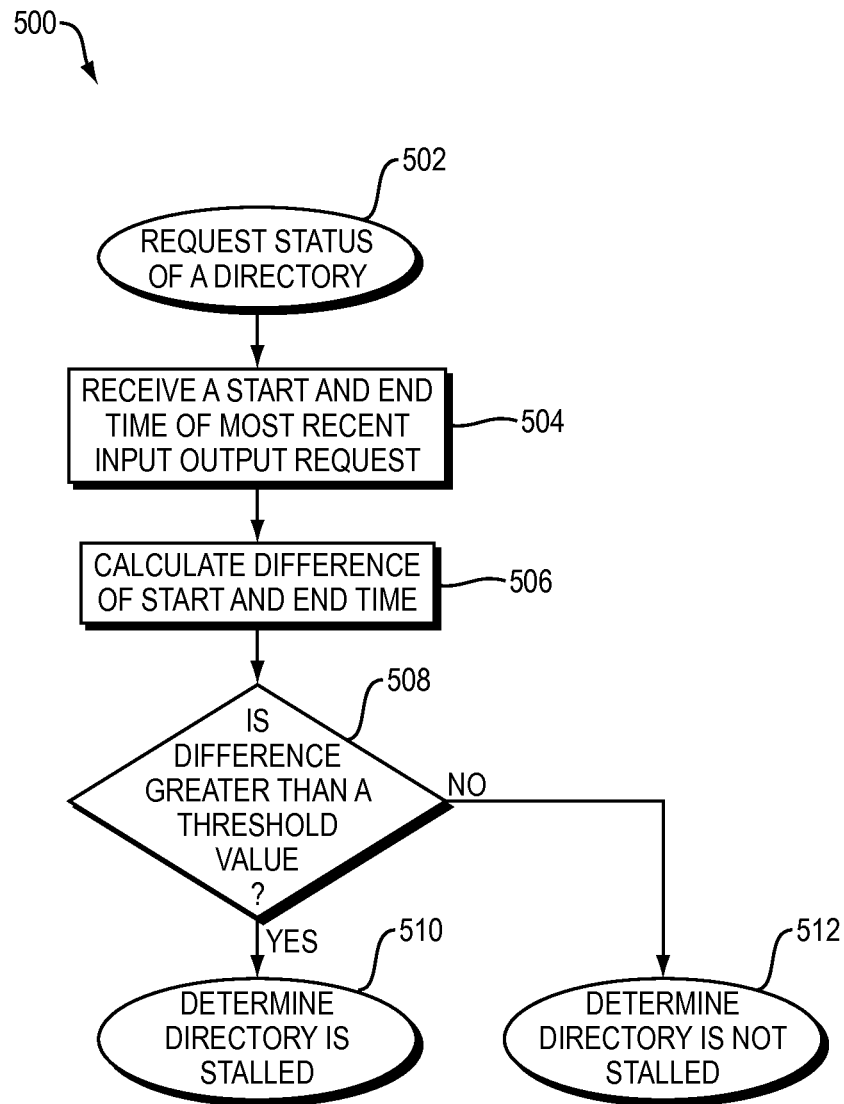 500
502
REQUEST STATUS
OF A DIRECTORY
RECEIVE A START AND END
TIME OF MOST RECENT
INPUT OUTPUT REQUEST
504
CALCULATE DIFFERENCE
OF START AND END TIME
506
508
IS
DIFFERENCE
GREATER THAN A
THRESHOLD
VALUE
?
NO
YES
510
DETERMINE
DIRECTORY IS
STALLED
512
DETERMINE
DIRECTORY IS NOT
STALLED